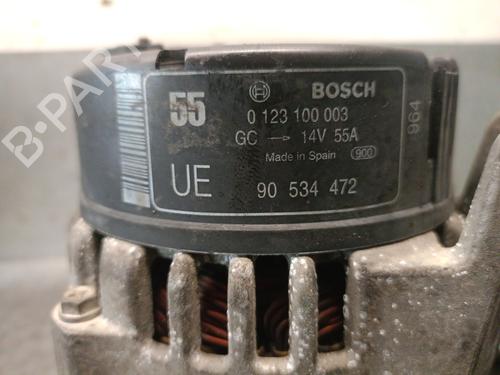 55
BOSCH
0 123 100 003
GC → 14V 55A
Made in Spain 900
UE
90 534 472
964
B-PARTS